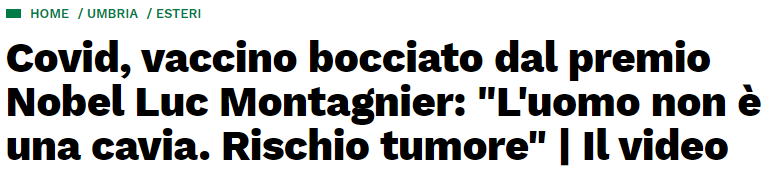 HOME / UMBRIA / ESTERI
Covid, vaccino bocciato dal premio
Nobel Luc Montagnier: "L'uomo non è
una cavia. Rischio tumore" | Il video